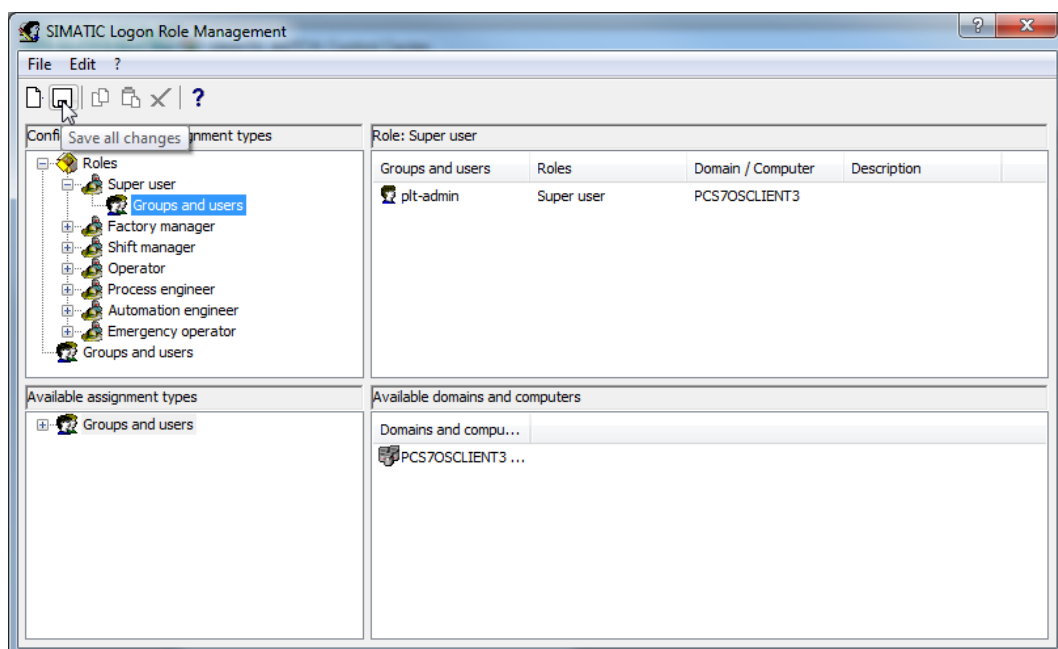 SIMATIC Logon Role Management
File Edit ?
?
Save all changes
Conf nment types
Roles
Super user
Groups and users
Factory manager
Shift manager
Operator
Process engineer
Automation engineer
Emergency operator
Groups and users
Role: Super user
Groups and users Roles Domain / Computer Description
plt-admin Super user PCS7OSCLIENT3
Available assignment types
Groups and users
Available domains and computers
Domains and compu...
PCS7OSCLIENT3 ...